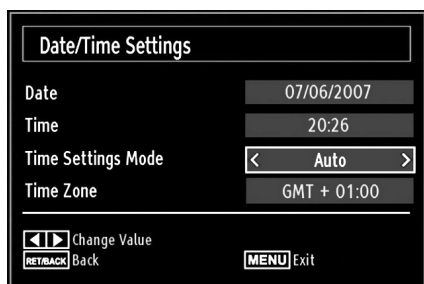 Date/Time Settings
Date 07/06/2007
Time 20:26
Time Settings Mode < Auto >
Time Zone GMT + 01:00
Change Value
RET/BACK Back MENU Exit